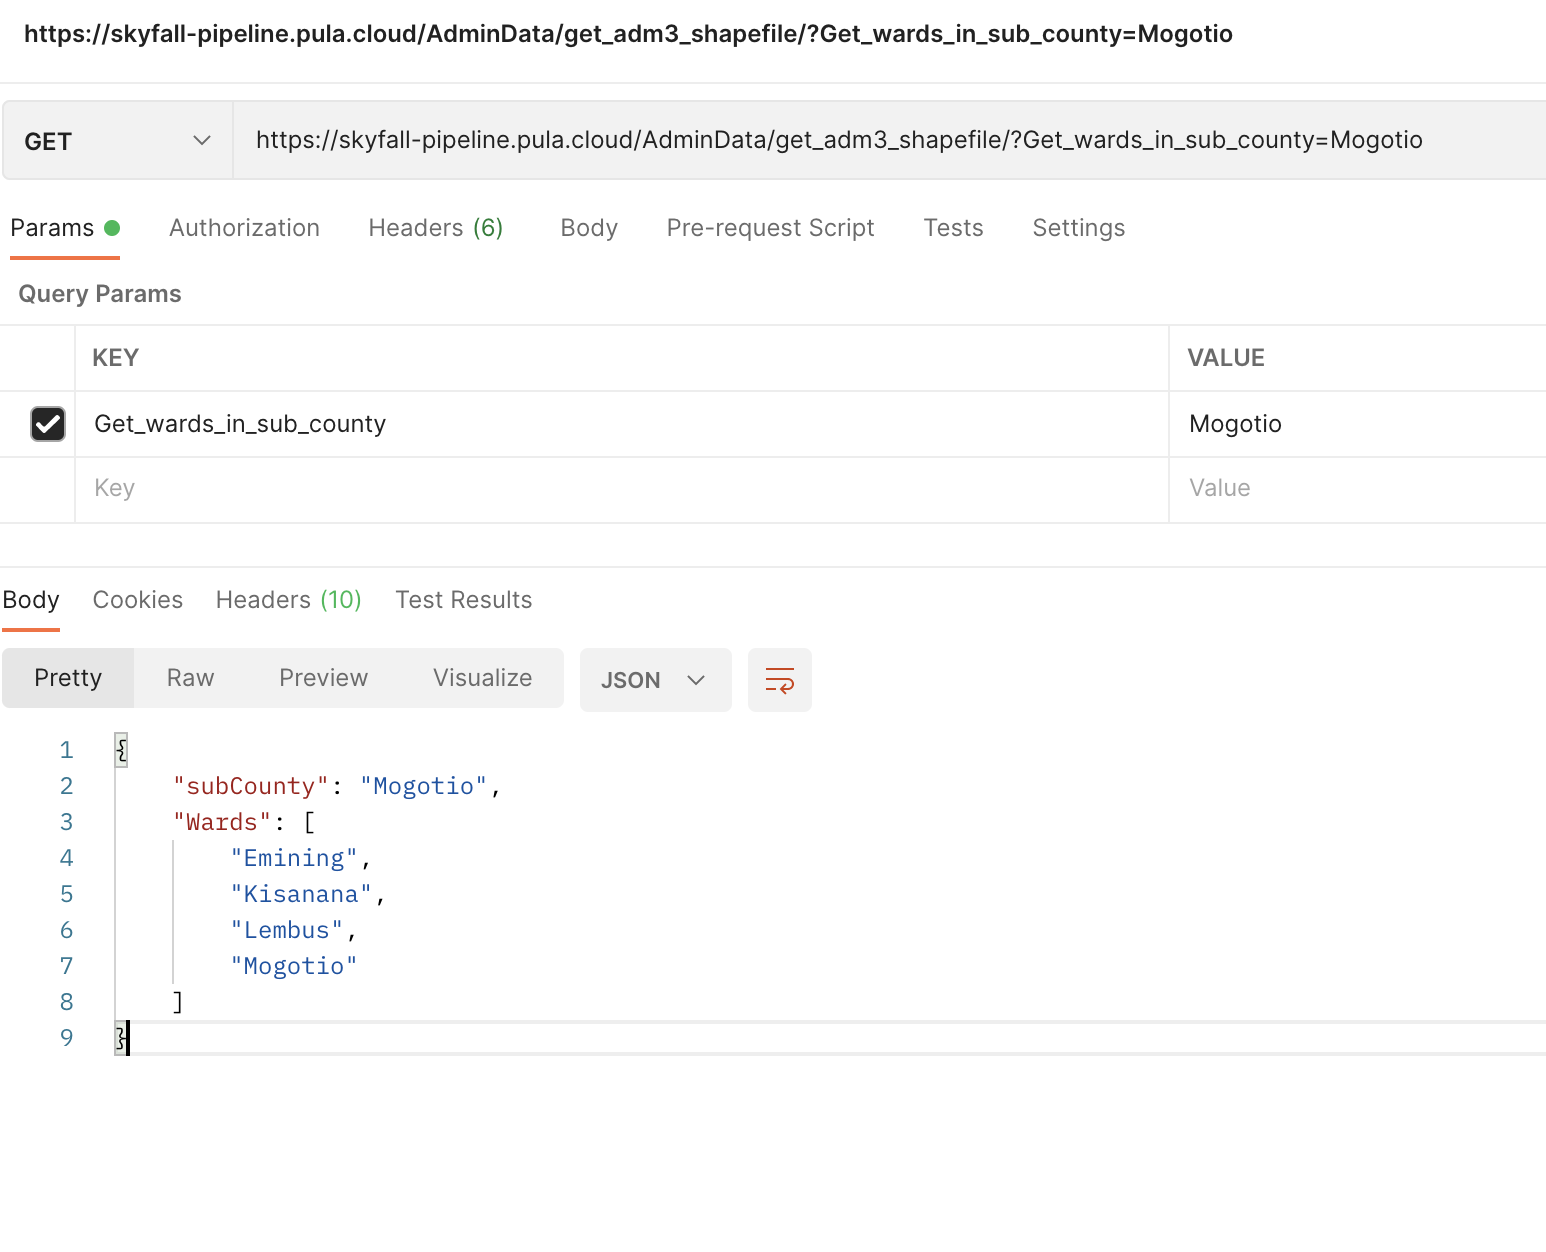 https://skyfall-pipeline.pula.cloud/AdminData/get_adm3_shapefile/?Get_wards_in_sub_county=Mogotio
GET https://skyfall-pipeline.pula.cloud/AdminData/get_adm3_shapefile/?Get_wards_in_sub_county=Mogotio
Params Authorization Headers (6) Body Pre-request Script Tests Settings
Query Params
KEY VALUE
Get_wards_in_sub_county Mogotio
Key Value
Body Cookies Headers (10) Test Results
Pretty Raw Preview Visualize JSON
1 {
2 "subCounty": "Mogotio",
3 "Wards": [
4 "Emining",
5 "Kisanana",
6 "Lembus",
7 "Mogotio"
8 ]
9 }